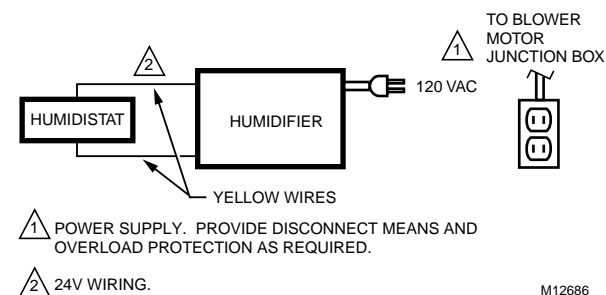 TO BLOWER
MOTOR
JUNCTION BOX
1
2
120 VAC
HUMIDISTAT
HUMIDIFIER
YELLOW WIRES
1 POWER SUPPLY. PROVIDE DISCONNECT MEANS AND
OVERLOAD PROTECTION AS REQUIRED.
2 24V WIRING.
M12686